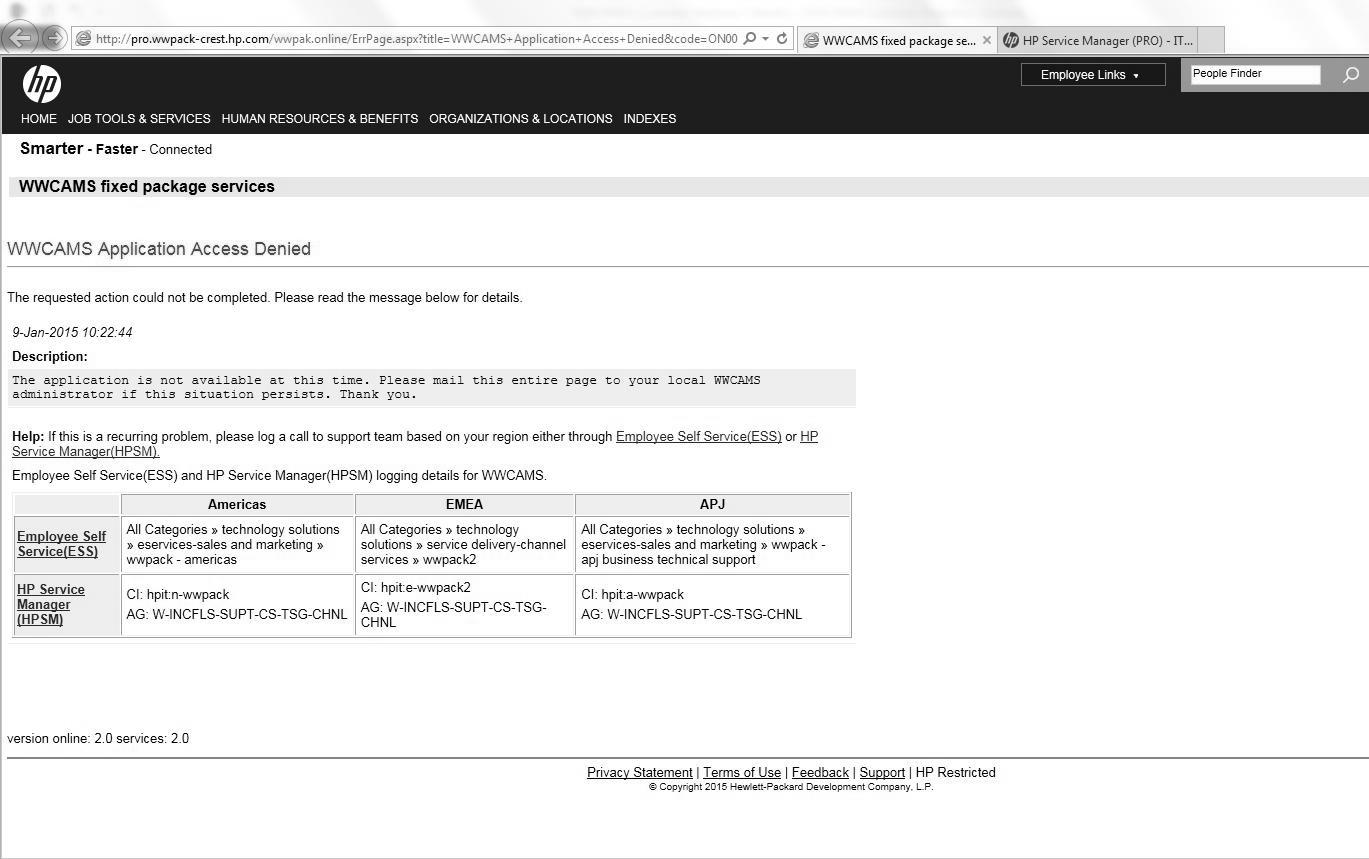 http://pro.wwpack-crest.hp.com/wwpak.online/ErrPage.aspx?title=WWCAMS+Application+Access+Denied&code=ON00
WWCAMS fixed package se...
HP Service Manager (PRO) - IT...
hp
Employee Links
People Finder
HOME JOB TOOLS & SERVICES HUMAN RESOURCES & BENEFITS ORGANIZATIONS & LOCATIONS INDEXES
Smarter - Faster - Connected
WWCAMS fixed package services
WWCAMS Application Access Denied
The requested action could not be completed. Please read the message below for details.
9-Jan-2015 10:22:44
Description:
The application is not available at this time. Please mail this entire page to your local WWCAMS
administrator if this situation persists. Thank you.
Help: If this is a recurring problem, please log a call to support team based on your region either through Employee Self Service(ESS) or HP
Service Manager(HPSM).
Employee Self Service(ESS) and HP Service Manager(HPSM) logging details for WWCAMS.
Americas EMEA APJ
Employee Self
Service(ESS)
All Categories » technology solutions
» eservices-sales and marketing »
wwpack - americas
All Categories » technology
solutions » service delivery-channel
services » wwpack2
All Categories » technology solutions »
eservices-sales and marketing » wwpack -
apj business technical support
HP Service
Manager
(HPSM)
CI: hpit:n-wwpack
AG: W-INCFLS-SUPT-CS-TSG-CHNL
CI: hpit:e-wwpack2
AG: W-INCFLS-SUPT-CS-TSG-
CHNL
CI: hpit:a-wwpack
AG: W-INCFLS-SUPT-CS-TSG-CHNL
version online: 2.0 services: 2.0
Privacy Statement | Terms of Use | Feedback | Support | HP Restricted
© Copyright 2015 Hewlett-Packard Development Company, L.P.